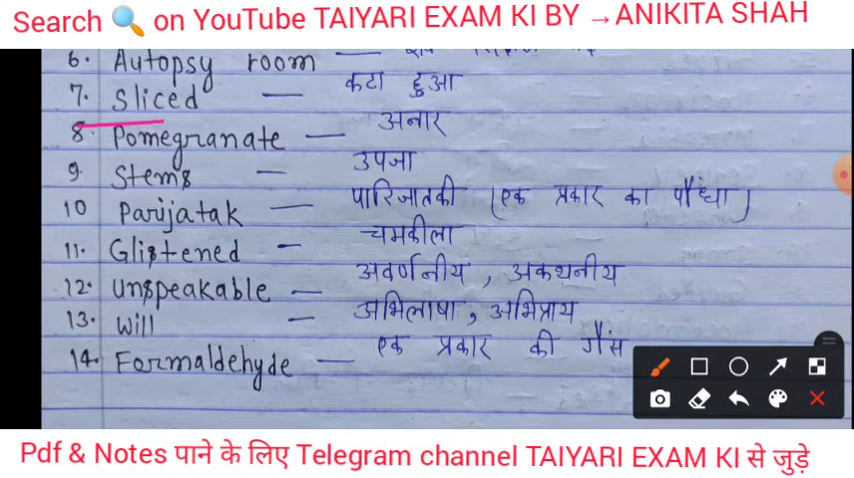 Search 🔍 on YouTube TAIYARI EXAM KI BY →ANIKITA SHAH
6. Autopsy room —
7. Sliced — कटा हुआ
8. Pomegranate — अनार
9. Stems — उपजा
10 Parijatak — पारिजातकी (एक प्रकार का पौंधा)
11. Glistened - चमकीला
12. unspeakable — अवर्णनीय, अकथनीय
13. will — अभिलाषा, अभिप्राय
14. Formaldehyde — एक प्रकार की गैंस
Pdf & Notes पाने के लिए Telegram channel TAIYARI EXAM KI से जुड़े